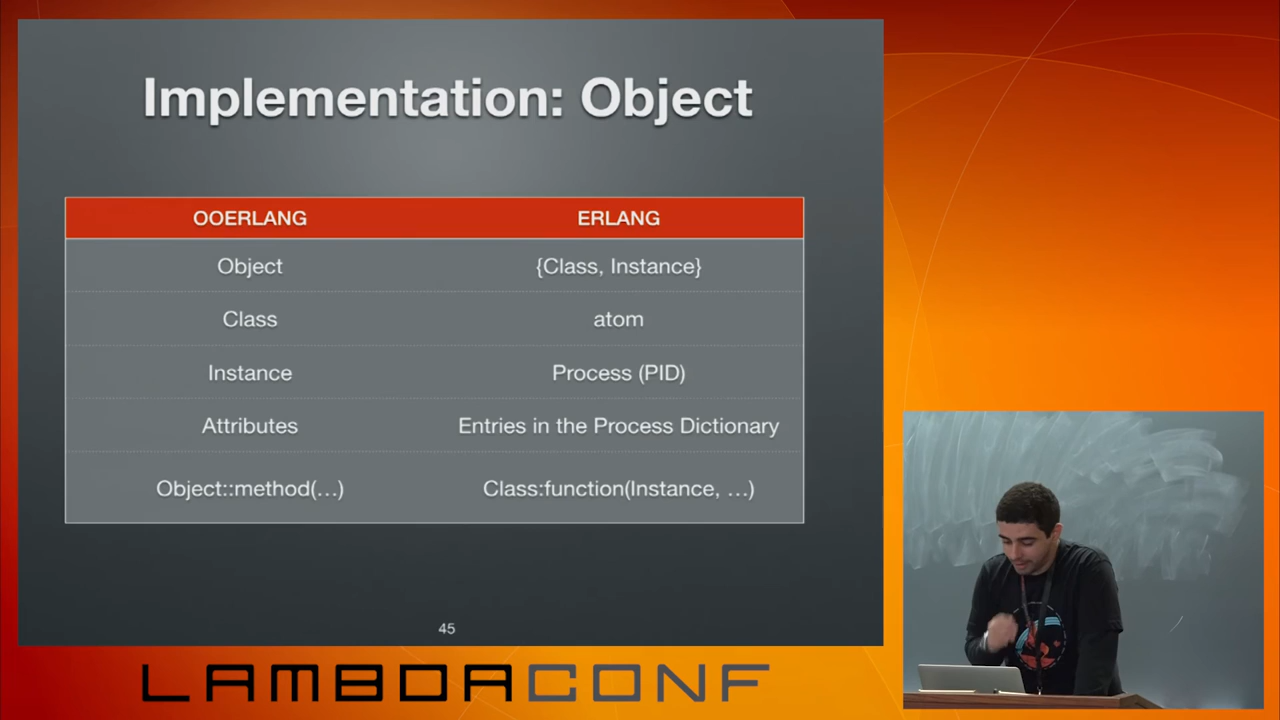 Implementation: Object
OOERLANG ERLANG
Object {Class, Instance}
Class atom
Instance Process (PID)
Attributes Entries in the Process Dictionary
Object::method(…) Class:function(Instance, …)
45
LAMBDACONF